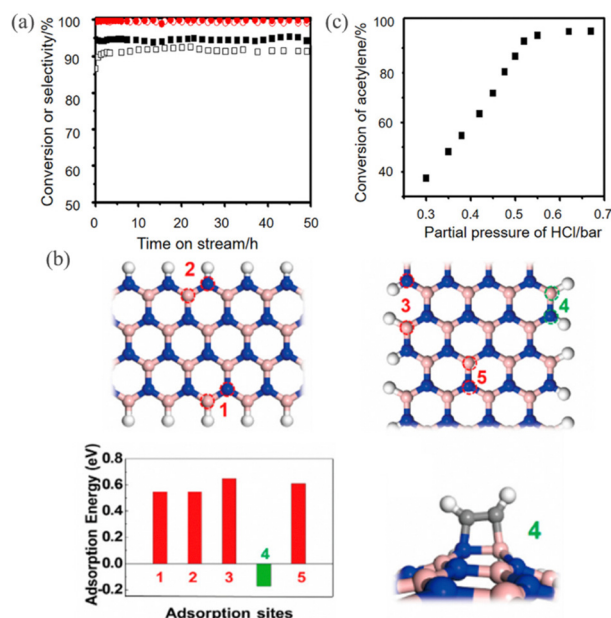 (a)
100
90
80
70
60
50
Conversion or selectivity/%
0 10 20 30 40 50
Time on stream/h
(c)
100
80
60
40
Conversion of acetylene/%
0.3 0.4 0.5 0.6 0.7
Partial pressure of HCl/bar
(b)
2
1
3
4
5
0.8
0.6
0.4
0.2
0.0
-0.2
Adsorption Energy (eV)
1 2 3 4 5
Adsorption sites
4